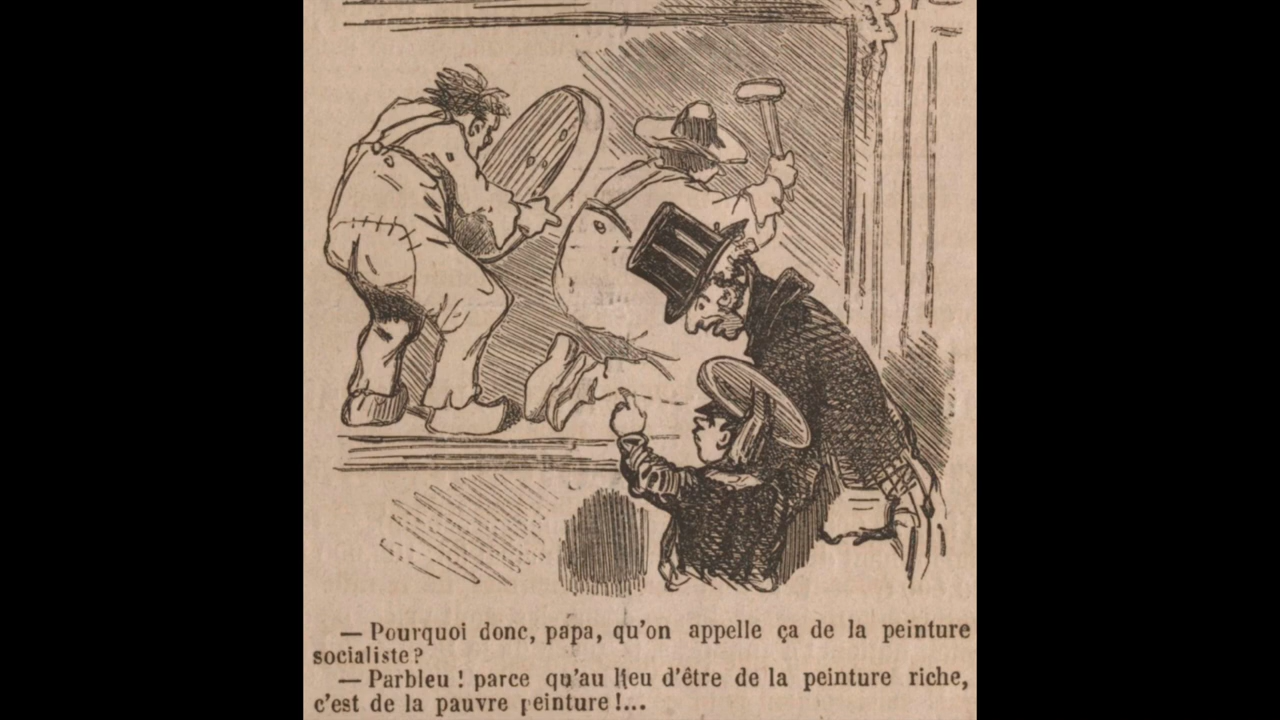 — Pourquoi donc, papa, qu'on appelle ça de la peinture
socialiste?
— Parbleu ! parce qu'au lieu d'être de la peinture riche,
c'est de la pauvre peinture !...